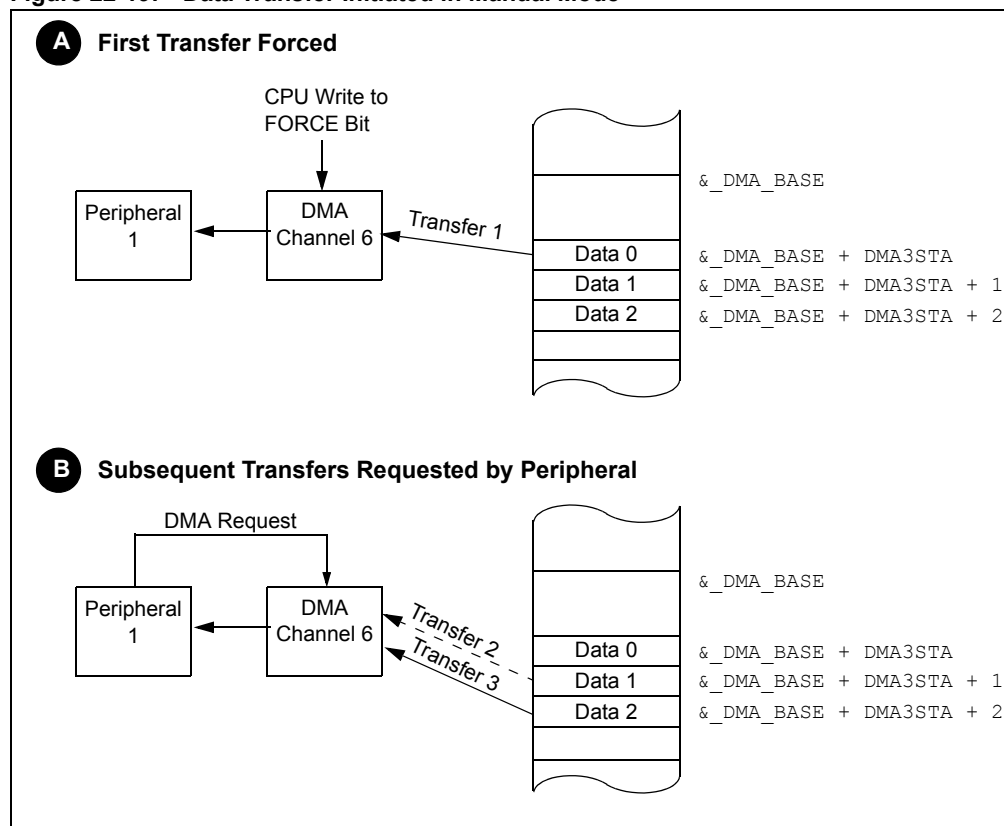 Figure Data Transfer Initiated in Manual Mode
A First Transfer Forced
CPU Write to
FORCE Bit
Peripheral
1
DMA
Channel 6
Transfer 1
Data 0
Data 1
Data 2
&_DMA_BASE
&_DMA_BASE + DMA3STA
&_DMA_BASE + DMA3STA + 1
&_DMA_BASE + DMA3STA + 2
B Subsequent Transfers Requested by Peripheral
DMA Request
Peripheral
1
DMA
Channel 6
Transfer 2
Transfer 3
Data 0
Data 1
Data 2
&_DMA_BASE
&_DMA_BASE + DMA3STA
&_DMA_BASE + DMA3STA + 1
&_DMA_BASE + DMA3STA + 2